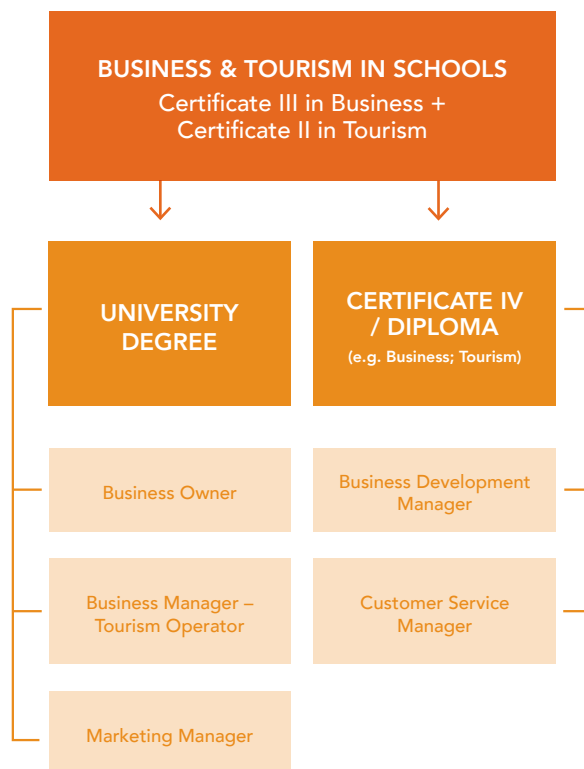 BUSINESS & TOURISM IN SCHOOLS
Certificate III in Business +
Certificate II in Tourism
UNIVERSITY
DEGREE
CERTIFICATE IV
/ DIPLOMA
(e.g. Business; Tourism)
Business Owner
Business Development
Manager
Business Manager –
Tourism Operator
Customer Service
Manager
Marketing Manager